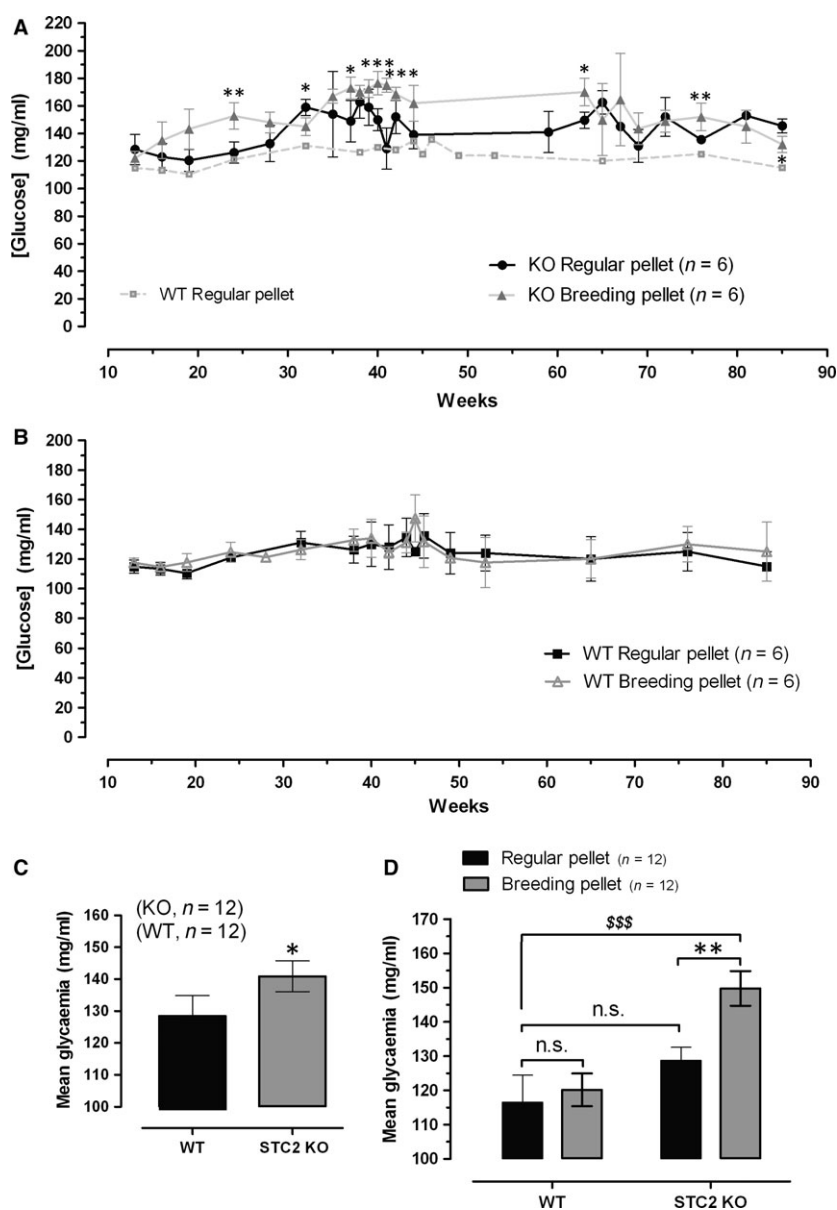 A
[Glucose] (mg/ml)
220
200
180
160
140
120
100
80
60
40
20
0
** * * *** *** * ** *
WT Regular pellet
KO Regular pellet (n = 6)
KO Breeding pellet (n = 6)
10 20 30 40 50 60 70 80 90
Weeks
B
[Glucose] (mg/ml)
200
180
160
140
120
100
80
60
40
20
0
WT Regular pellet (n = 6)
WT Breeding pellet (n = 6)
10 20 30 40 50 60 70 80 90
Weeks
C
Mean glycaemia (mg/ml)
160
150
140
130
120
110
100
(KO, n = 12)
(WT, n = 12)
*
WT STC2 KO
D
Regular pellet (n = 12)
Breeding pellet (n = 12)
Mean glycaemia (mg/ml)
170
160
150
140
130
120
110
100
$$$
**
n.s.
n.s.
WT STC2 KO